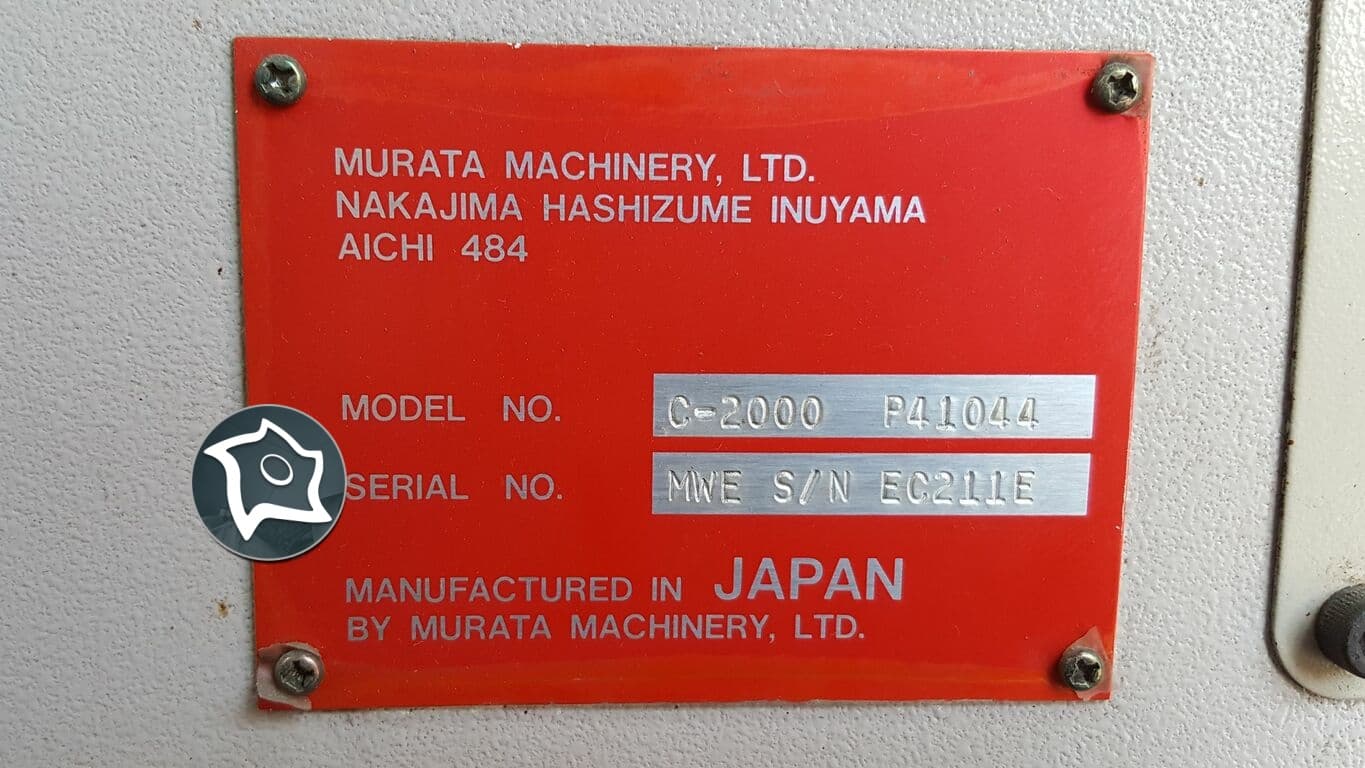 MURATA MACHINERY, LTD.
NAKAJIMA HASHIZUME INUYAMA
AICHI 484
MODEL NO. C-2000 P41044
SERIAL NO. MWE S/N EC211E
MANUFACTURED IN JAPAN
BY MURATA MACHINERY, LTD.